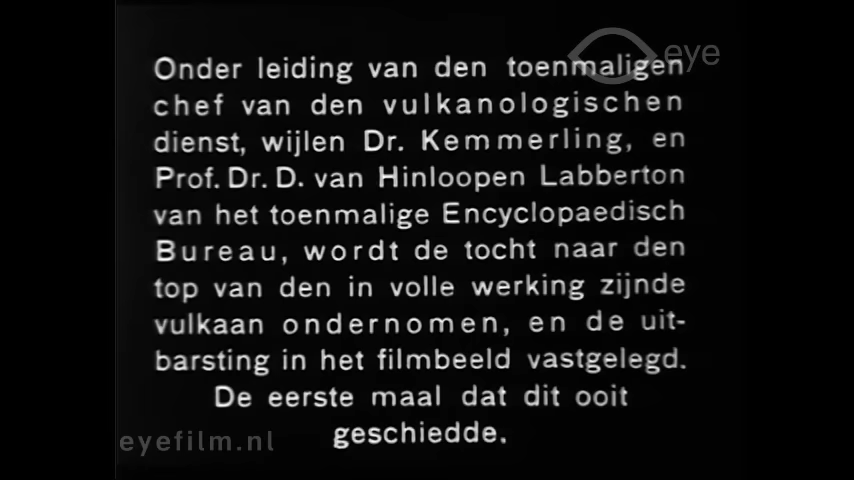 eye
Onder leiding van den toenmaligen
chef van den vulkanologischen
dienst, wijlen Dr. Kemmerling, en
Prof. Dr. D. van Hinloopen Labberton
van het toenmalige Encyclopaedisch
Bureau, wordt de tocht naar den
top van den in volle werking zijnde
vulkaan ondernomen, en de uit-
barsting in het filmbeeld vastgelegd.
De eerste maal dat dit ooit
geschiedde.
eyefilm.nl